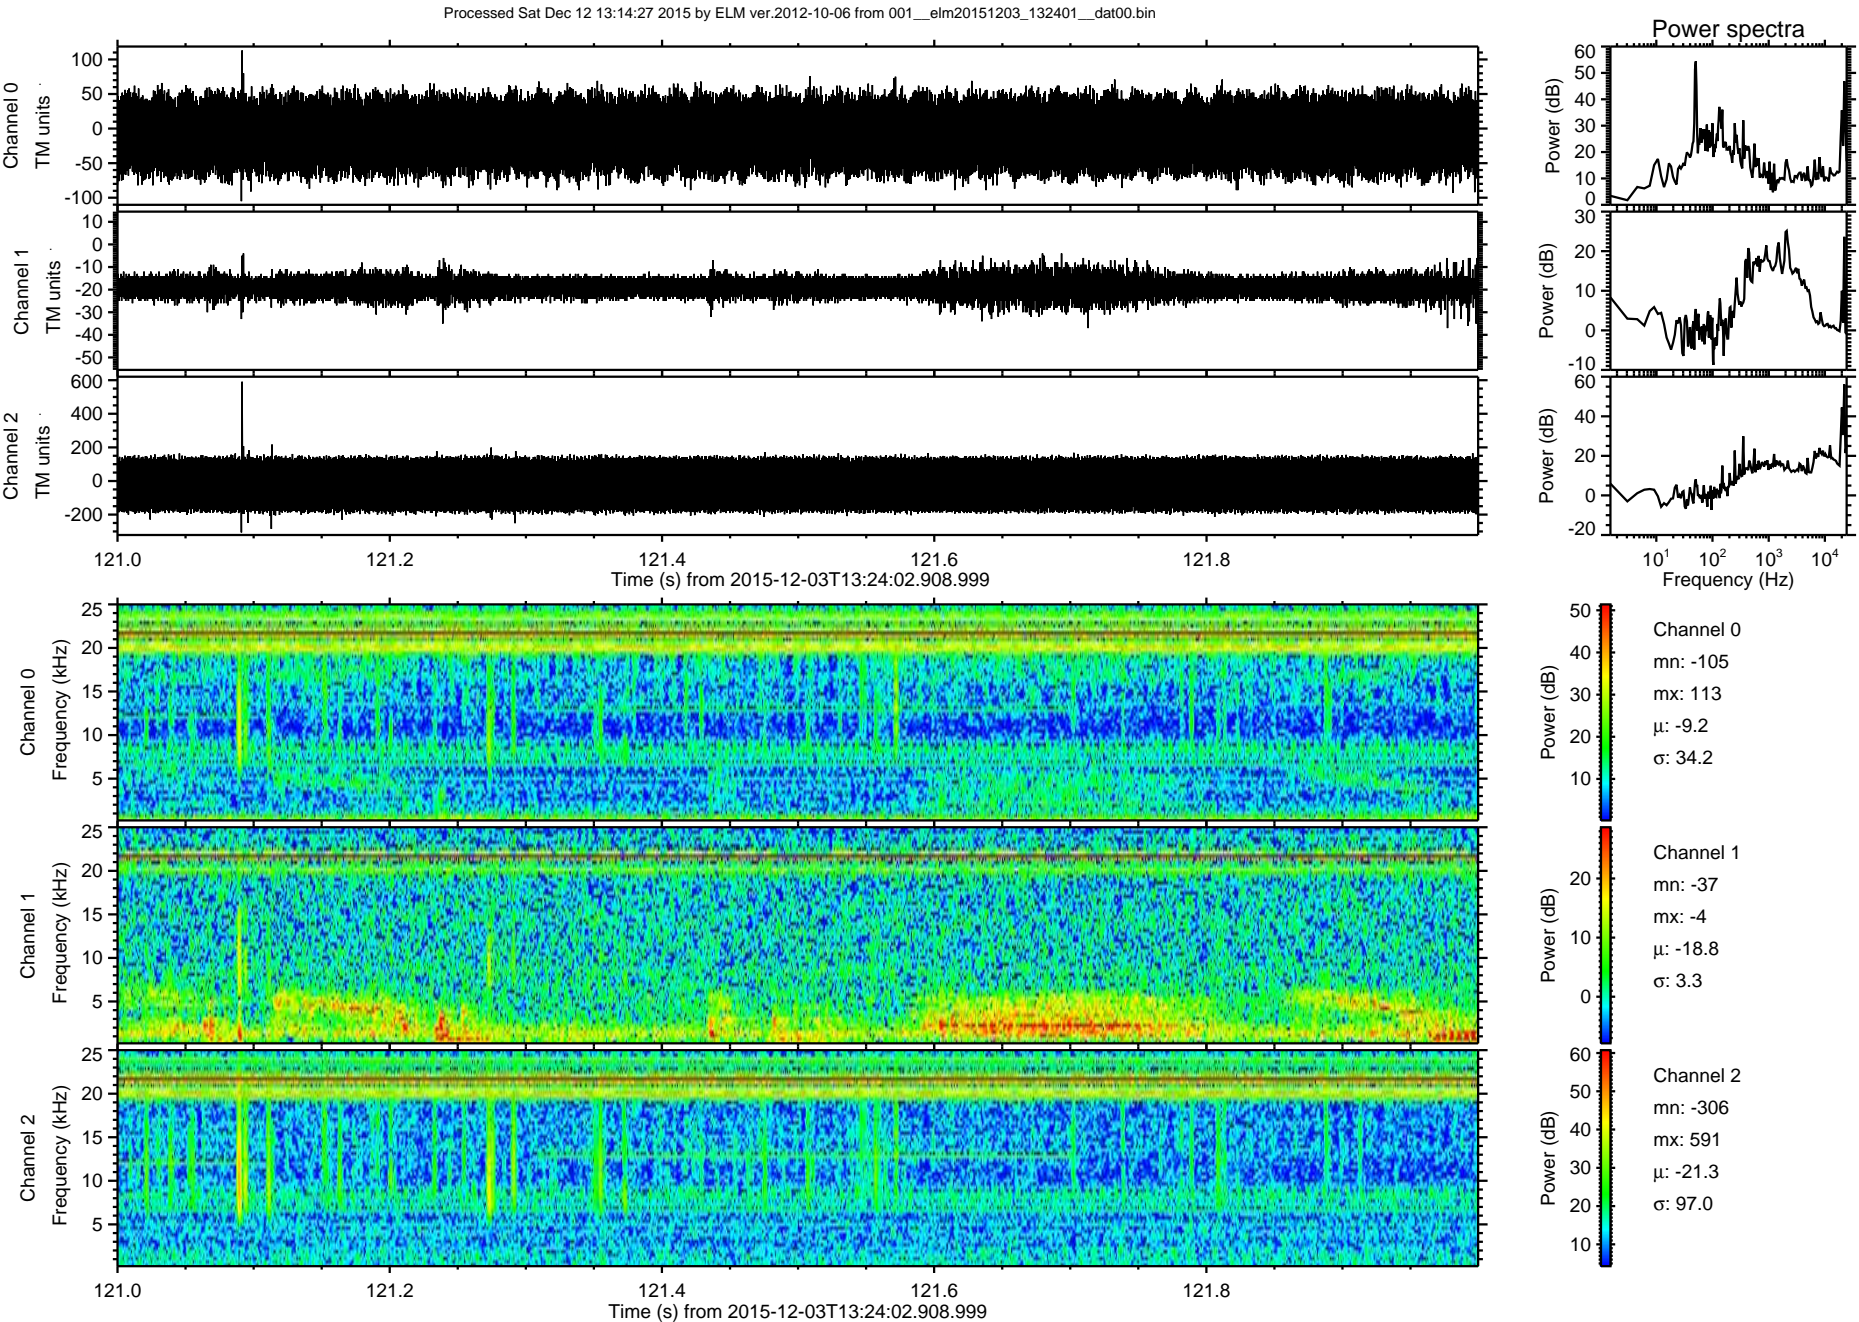 Processed Sat Dec 12 13:14:27 2015 by ELM ver.2012-10-06 from 001__elm20151203_132401__dat00.bin
Power spectra
Channel 0
TM units
100
50
0
-50
-100
Power (dB)
60
50
40
30
20
10
0
Channel 1
TM units
10
0
-10
-20
-30
-40
-50
Power (dB)
30
20
10
0
-10
Channel 2
TM units
600
400
200
0
-200
Power (dB)
60
40
20
0
-20
121.0 121.2 121.4 121.6 121.8
Time (s) from 2015-12-03T13:24:02.908.999
10^1 10^2 10^3 10^4
Frequency (Hz)
Channel 0
Frequency (kHz)
25
20
15
10
5
Power (dB)
50
40
30
20
10
Channel 0
mn: -105
mx: 113
μ: -9.2
σ: 34.2
Channel 1
Frequency (kHz)
25
20
15
10
5
Power (dB)
20
10
0
Channel 1
mn: -37
mx: -4
μ: -18.8
σ: 3.3
Channel 2
Frequency (kHz)
25
20
15
10
5
Power (dB)
60
50
40
30
20
10
Channel 2
mn: -306
mx: 591
μ: -21.3
σ: 97.0
121.0 121.2 121.4 121.6 121.8
Time (s) from 2015-12-03T13:24:02.908.999